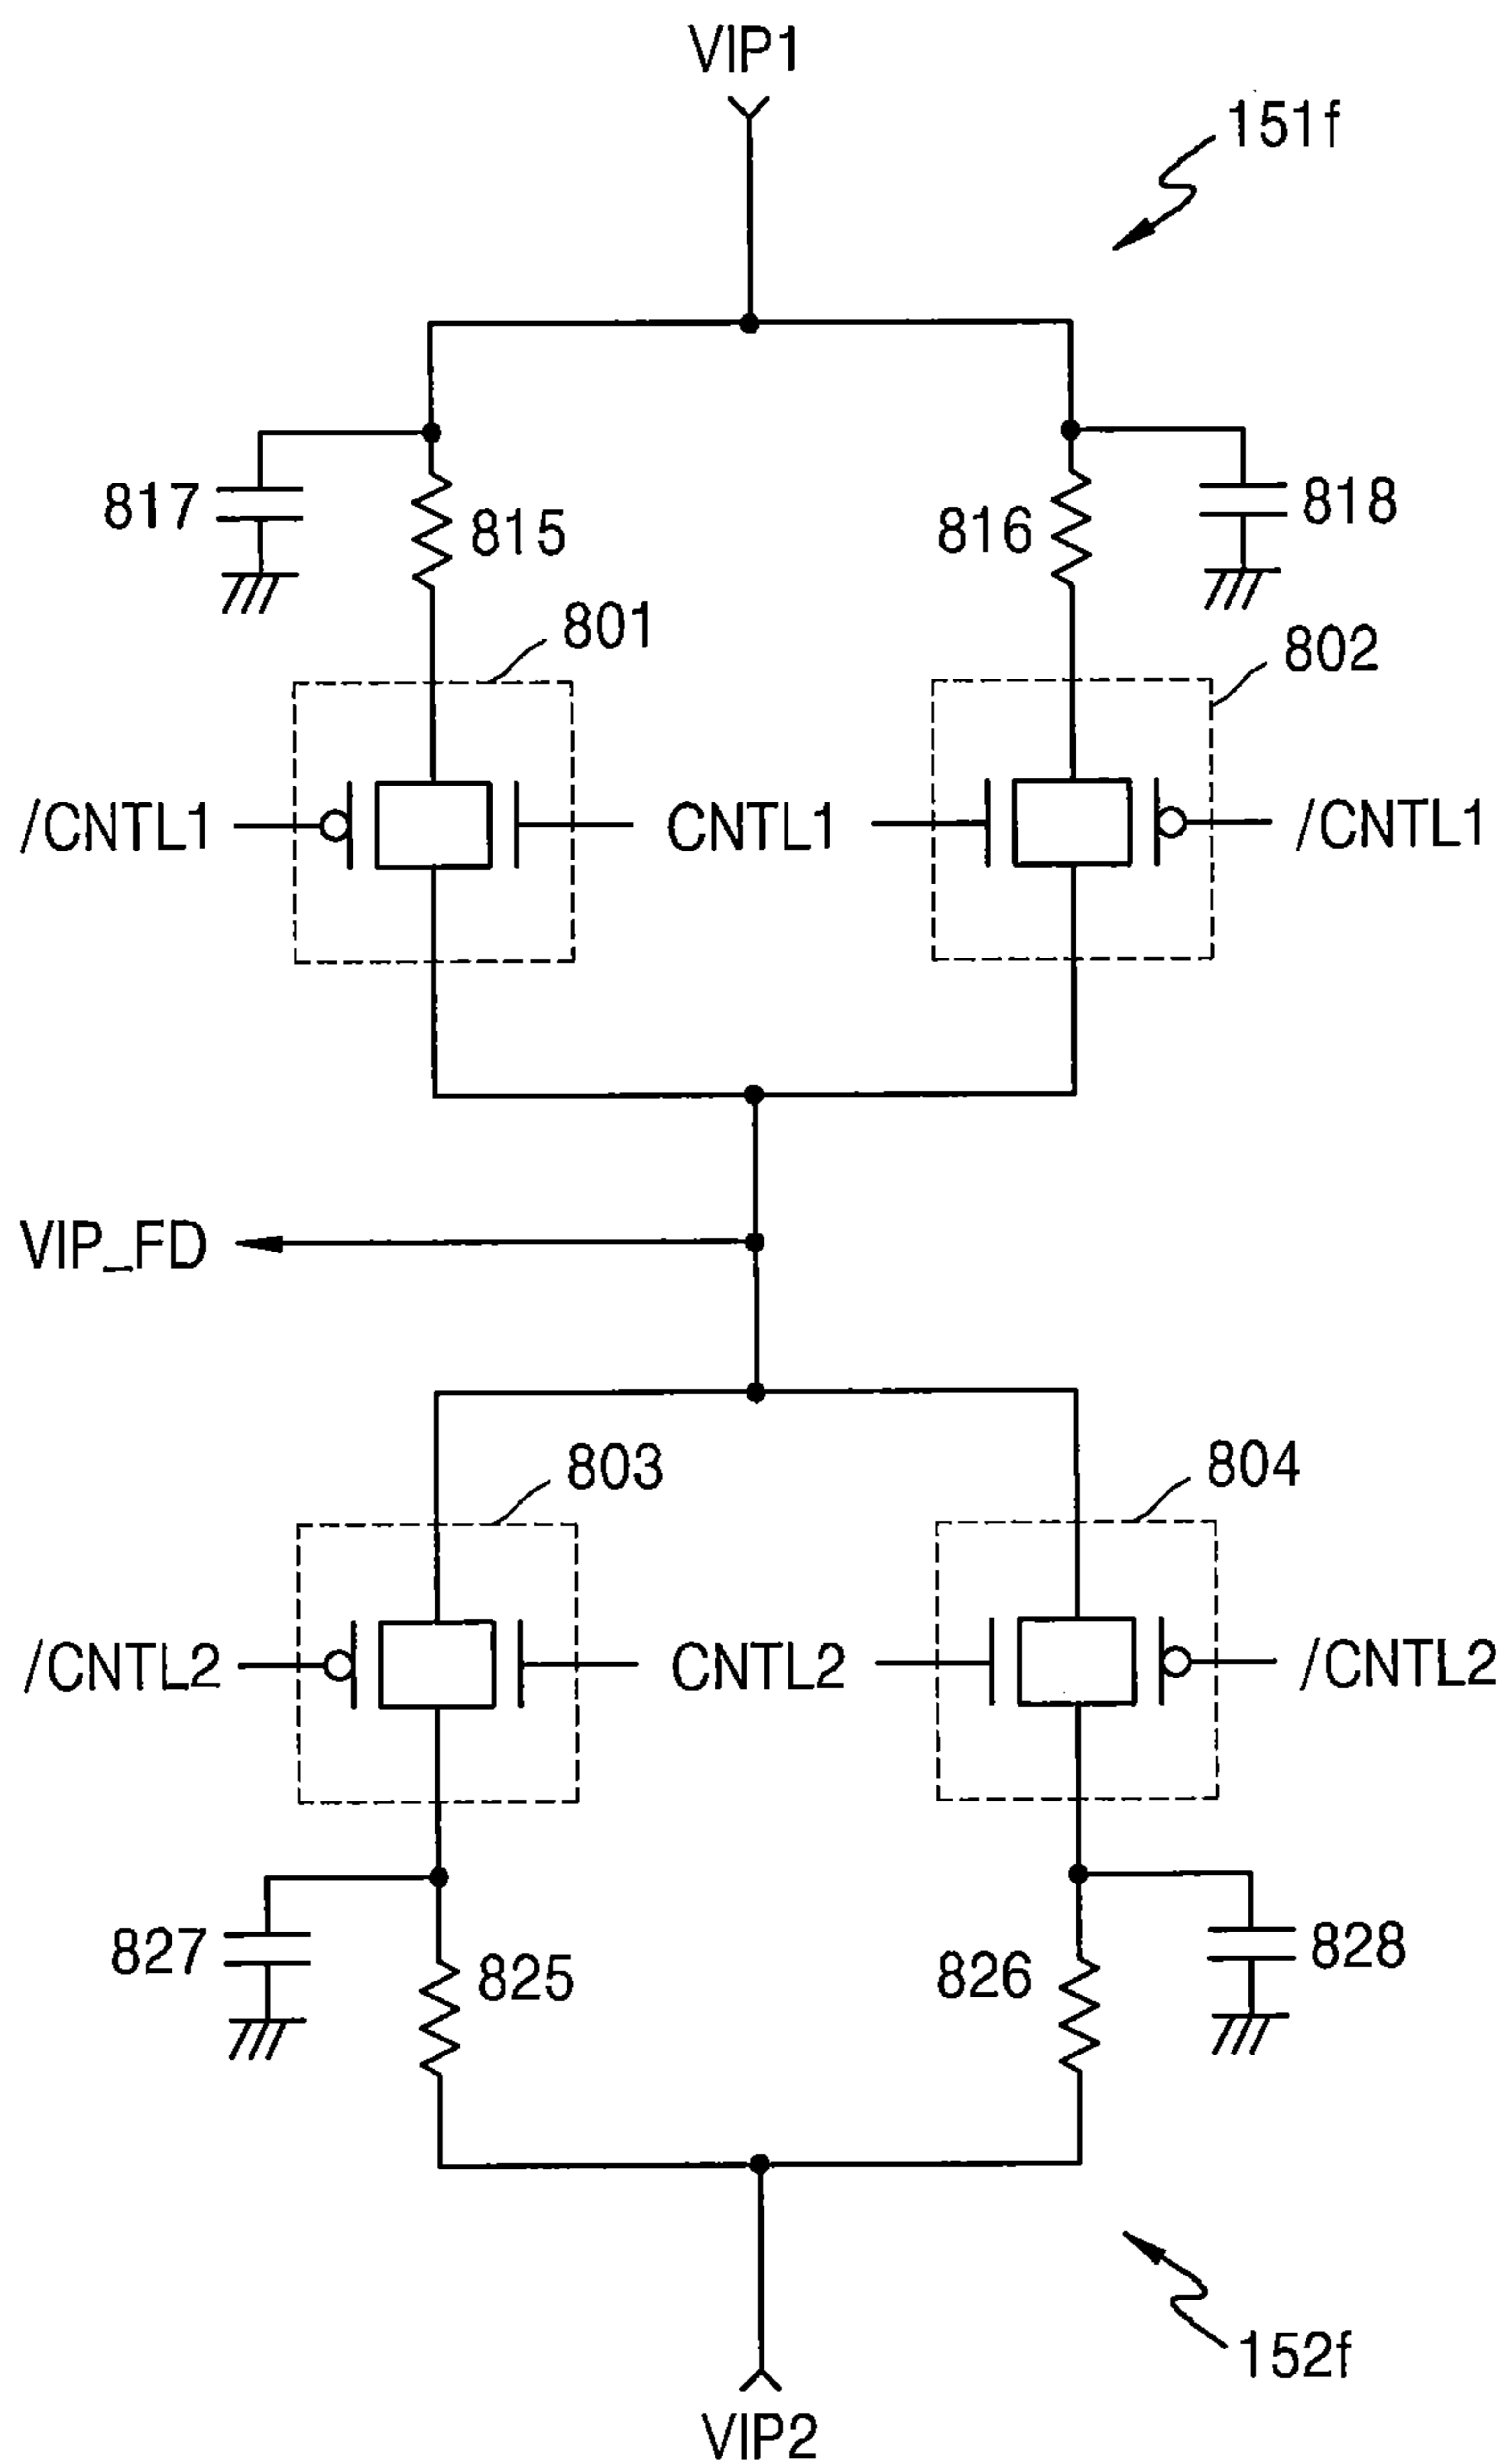 VIP1
151f
817
815
816
818
801
802
/CNTL1
CNTL1
/CNTL1
VIP_FD
803
804
/CNTL2
CNTL2
/CNTL2
827
825
826
828
152f
VIP2